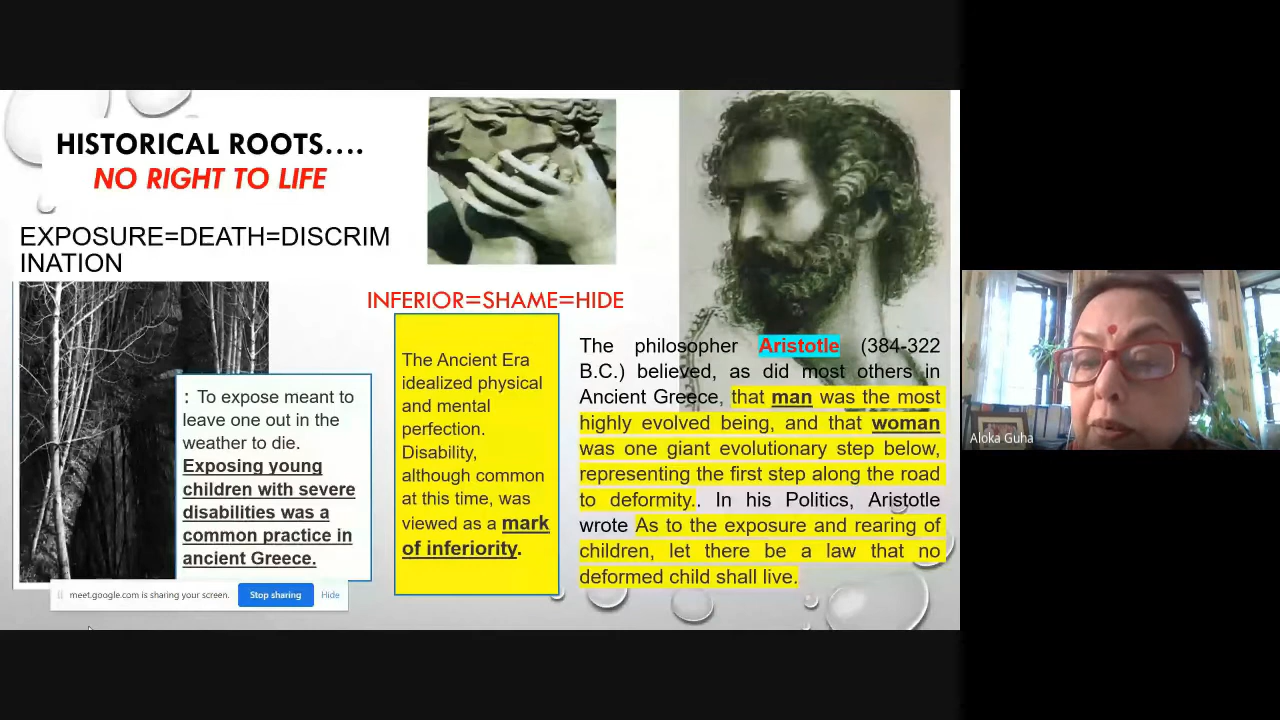 HISTORICAL ROOTS....
NO RIGHT TO LIFE
EXPOSURE=DEATH=DISCRIM
INATION
: To expose meant to
leave one out in the
weather to die.
Exposing young
children with severe
disabilities was a
common practice in
ancient Greece.
INFERIOR=SHAME=HIDE
The Ancient Era
idealized physical
and mental
perfection.
Disability,
although common
at this time, was
viewed as a mark
of inferiority.
The philosopher Aristotle (384-322
B.C.) believed, as did most others in
Ancient Greece, that man was the most
highly evolved being, and that woman
was one giant evolutionary step below,
representing the first step along the road
to deformity.. In his Politics, Aristotle
wrote As to the exposure and rearing of
children, let there be a law that no
deformed child shall live.
meet.google.com is sharing your screen.
Stop sharing
Hide
Aloka Guha